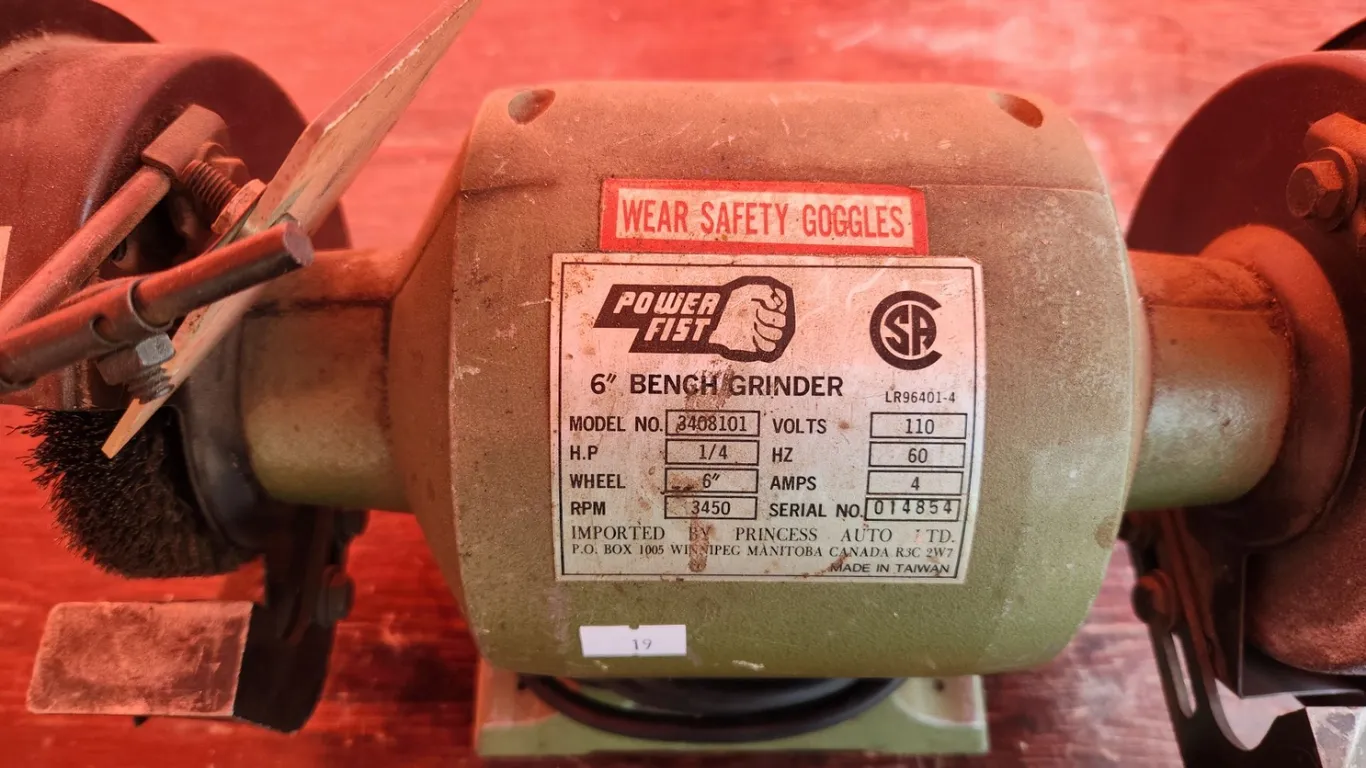 WEAR SAFETY GOGGLES
POWER
FIST
CSA
6" BENCH GRINDER
LR96401-4
MODEL NO. 3408101 VOLTS 110
H.P 1/4 HZ 60
WHEEL 6" AMPS 4
RPM 3450 SERIAL NO. 014854
IMPORTED BY PRINCESS AUTO LTD.
P.O. BOX 1005 WINNIPEG MANITOBA CANADA R3C 2W7
MADE IN TAIWAN
19